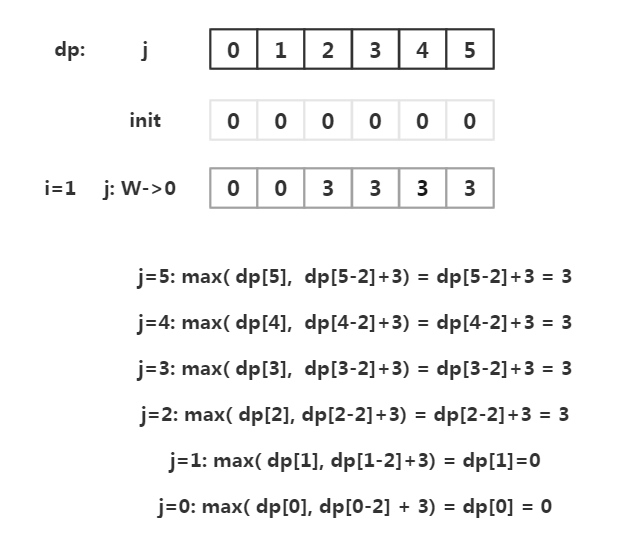 dp: j 0 1 2 3 4 5
init 0 0 0 0 0 0
i=1 j: W->0 0 0 3 3 3 3
j=5: max( dp[5], dp[5-2]+3) = dp[5-2]+3 = 3
j=4: max( dp[4], dp[4-2]+3) = dp[4-2]+3 = 3
j=3: max( dp[3], dp[3-2]+3) = dp[3-2]+3 = 3
j=2: max( dp[2], dp[2-2]+3) = dp[2-2]+3 = 3
j=1: max( dp[1], dp[1-2]+3) = dp[1]=0
j=0: max( dp[0], dp[0-2] + 3) = dp[0] = 0